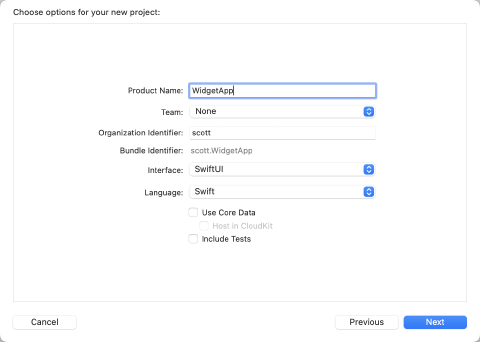 Choose options for your new project:
Product Name: WidgetApp
Team: None
Organization Identifier: scott
Bundle Identifier: scott.WidgetApp
Interface: SwiftUI
Language: Swift
Use Core Data
Host in CloudKit
Include Tests
Cancel Previous Next